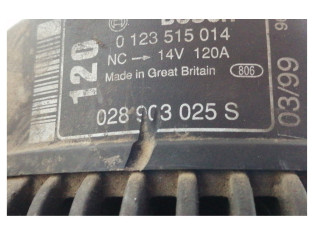 BOSCH
0 123 515 014
NC → 14V 120A
Made in Great Britain 806
120
028 903 025 S
03/99